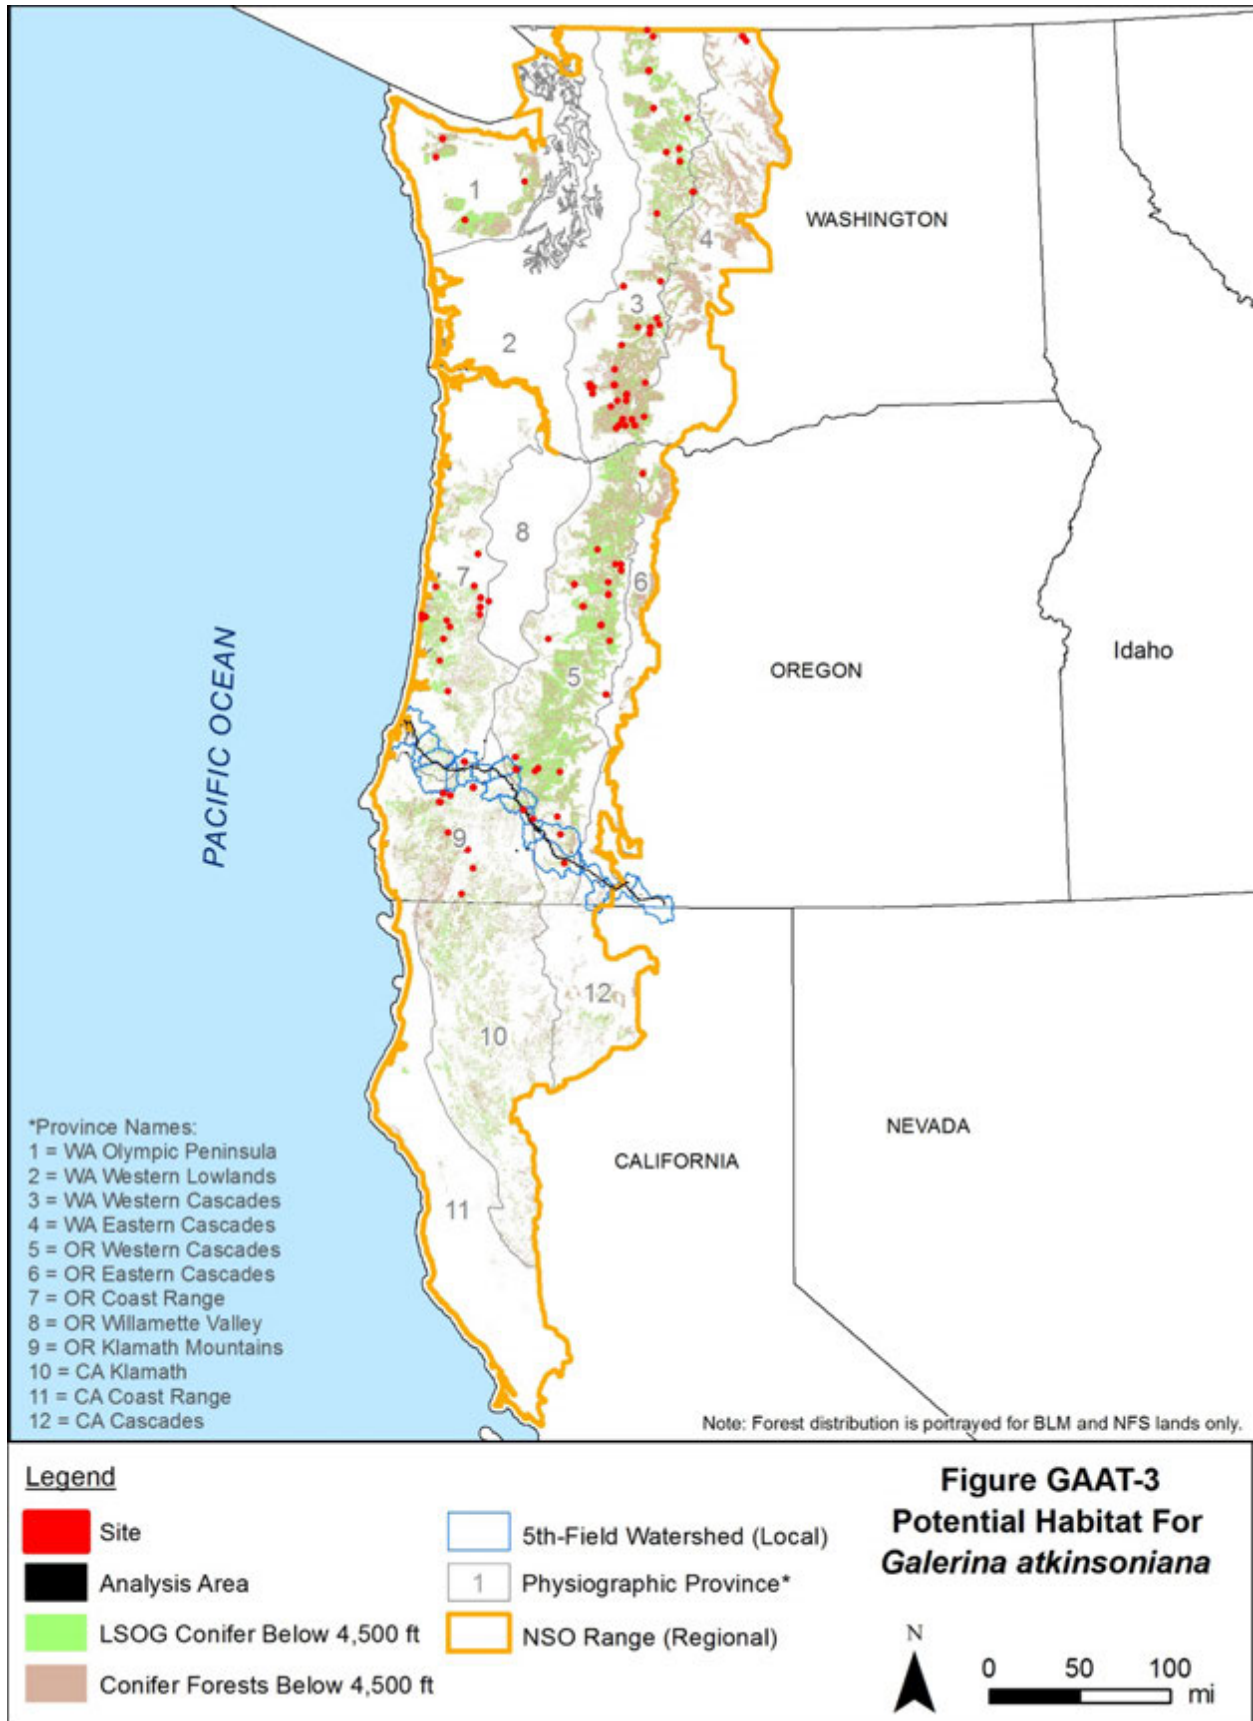 WASHINGTON
1
4
3
2
8
7
6
OREGON
Idaho
5
PACIFIC OCEAN
9
12
10
NEVADA
CALIFORNIA
11
*Province Names:
1 = WA Olympic Peninsula
2 = WA Western Lowlands
3 = WA Western Cascades
4 = WA Eastern Cascades
5 = OR Western Cascades
6 = OR Eastern Cascades
7 = OR Coast Range
8 = OR Willamette Valley
9 = OR Klamath Mountains
10 = CA Klamath
11 = CA Coast Range
12 = CA Cascades
Note: Forest distribution is portrayed for BLM and NFS lands only.
Legend
Site
Analysis Area
LSOG Conifer Below 4,500 ft
Conifer Forests Below 4,500 ft
5th-Field Watershed (Local)
1 Physiographic Province*
NSO Range (Regional)
Figure GAAT-3
Potential Habitat For
Galerina atkinsoniana
N
0 50 100
mi